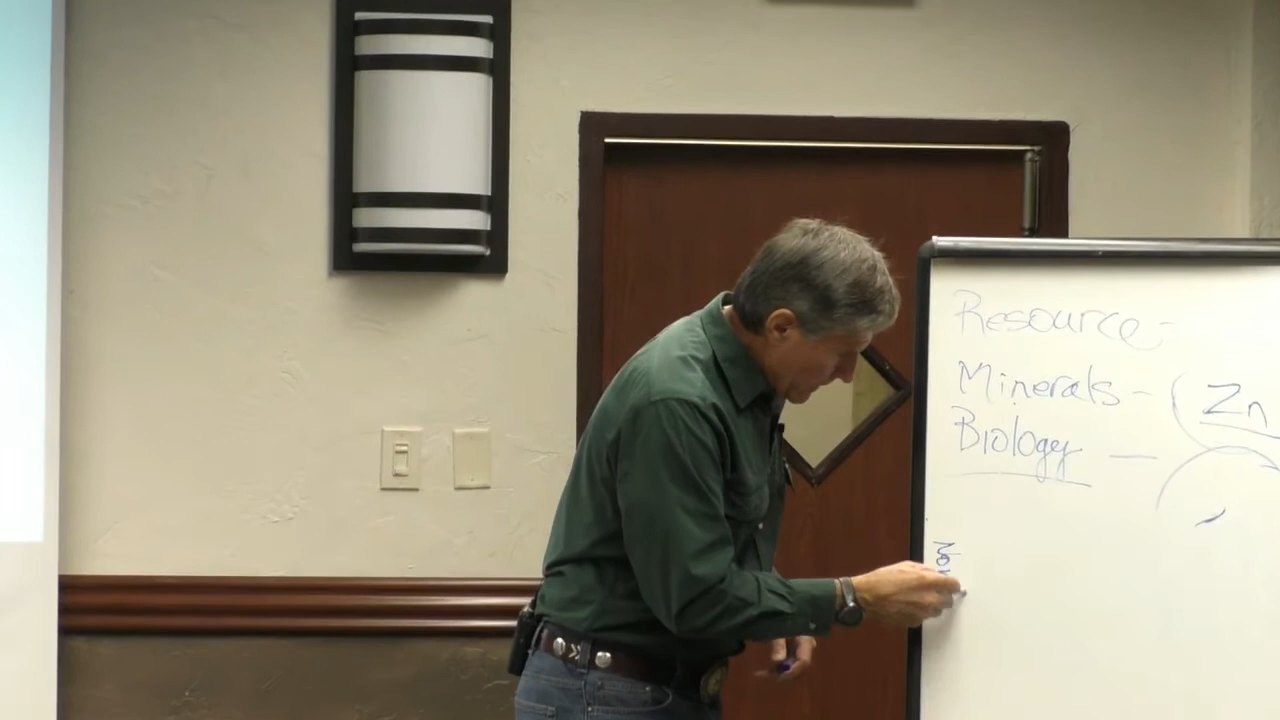 Resource -
Minerals - ( Zn
Biology —